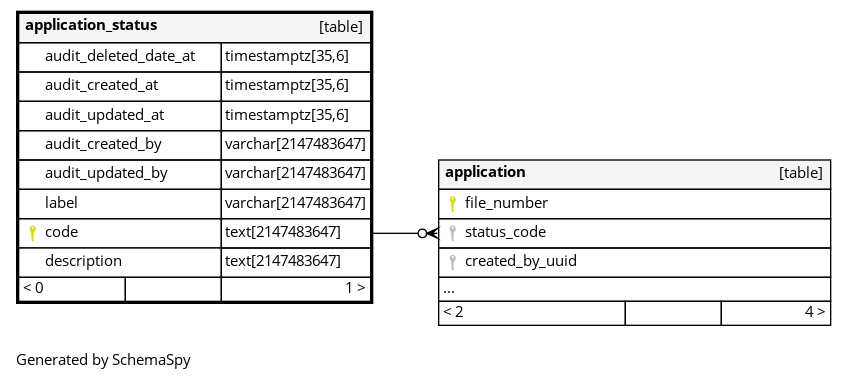 application_status [table]
audit_deleted_date_at timestamptz[35,6]
audit_created_at timestamptz[35,6]
audit_updated_at timestamptz[35,6]
audit_created_by varchar[2147483647]
audit_updated_by varchar[2147483647]
label varchar[2147483647]
code text[2147483647]
description text[2147483647]
< 0 1 >
application [table]
file_number
status_code
created_by_uuid
...
< 2 4 >
Generated by SchemaSpy